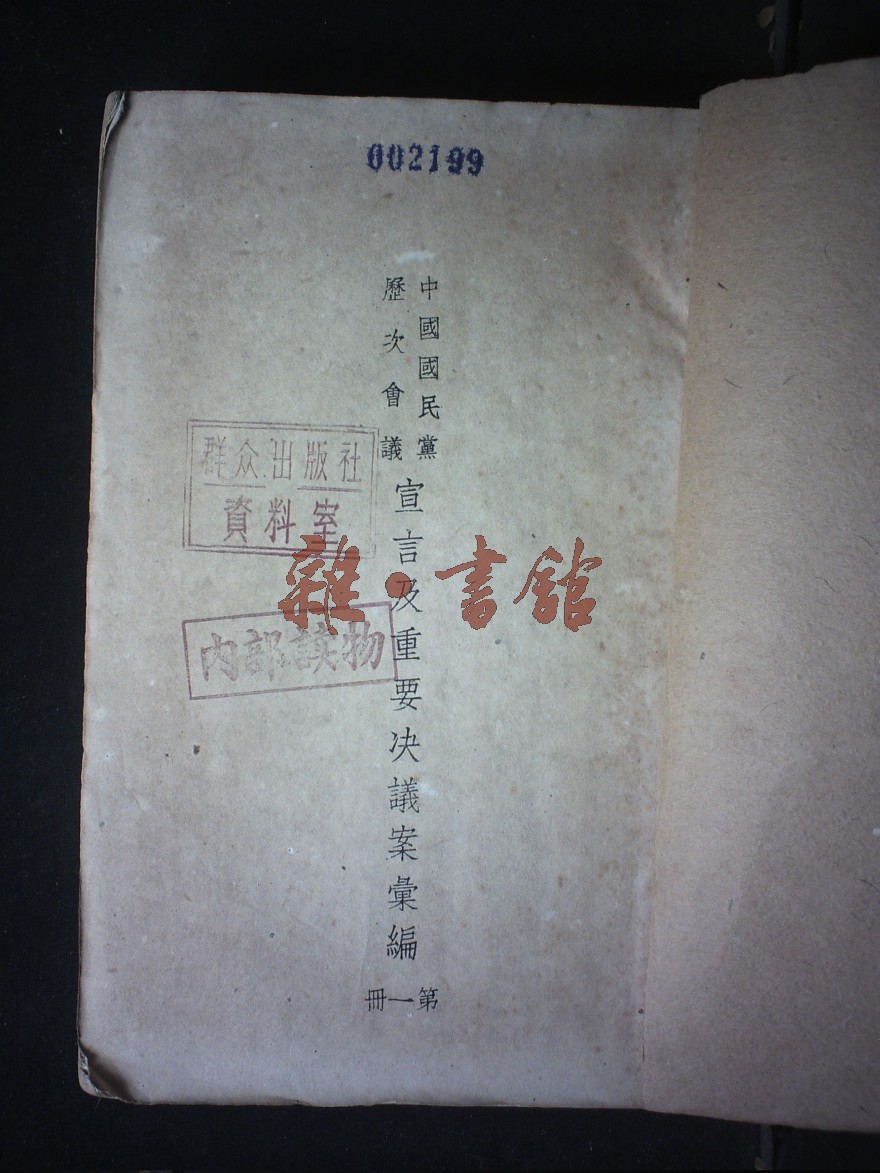 002199
中國國民黨
歷次會議
宣言及重要决議案彙編
第一冊
群众出版社
資料室
内部读物
雜·書館